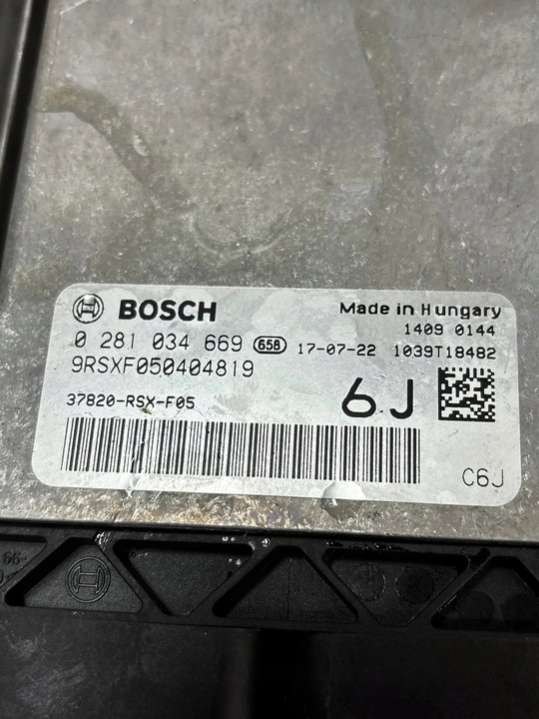 BOSCH
Made in Hungary
1409 0144
0 281 034 669 658 17-07-22 1039T18482
9RSXF050404819
37820-RSX-F05
6J
C6J